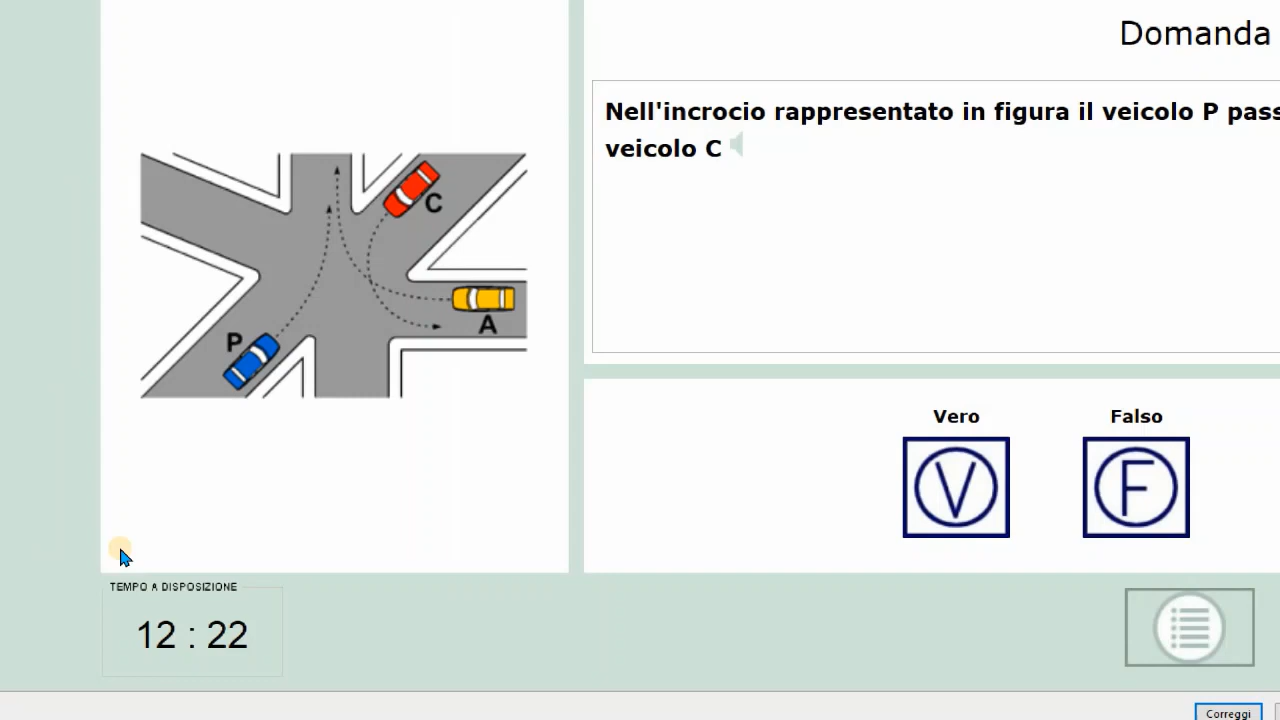 Domanda
Nell'incrocio rappresentato in figura il veicolo P pass
veicolo C
C
A
P
Vero
Falso
V
F
TEMPO A DISPOSIZIONE
12 : 22
Correggi